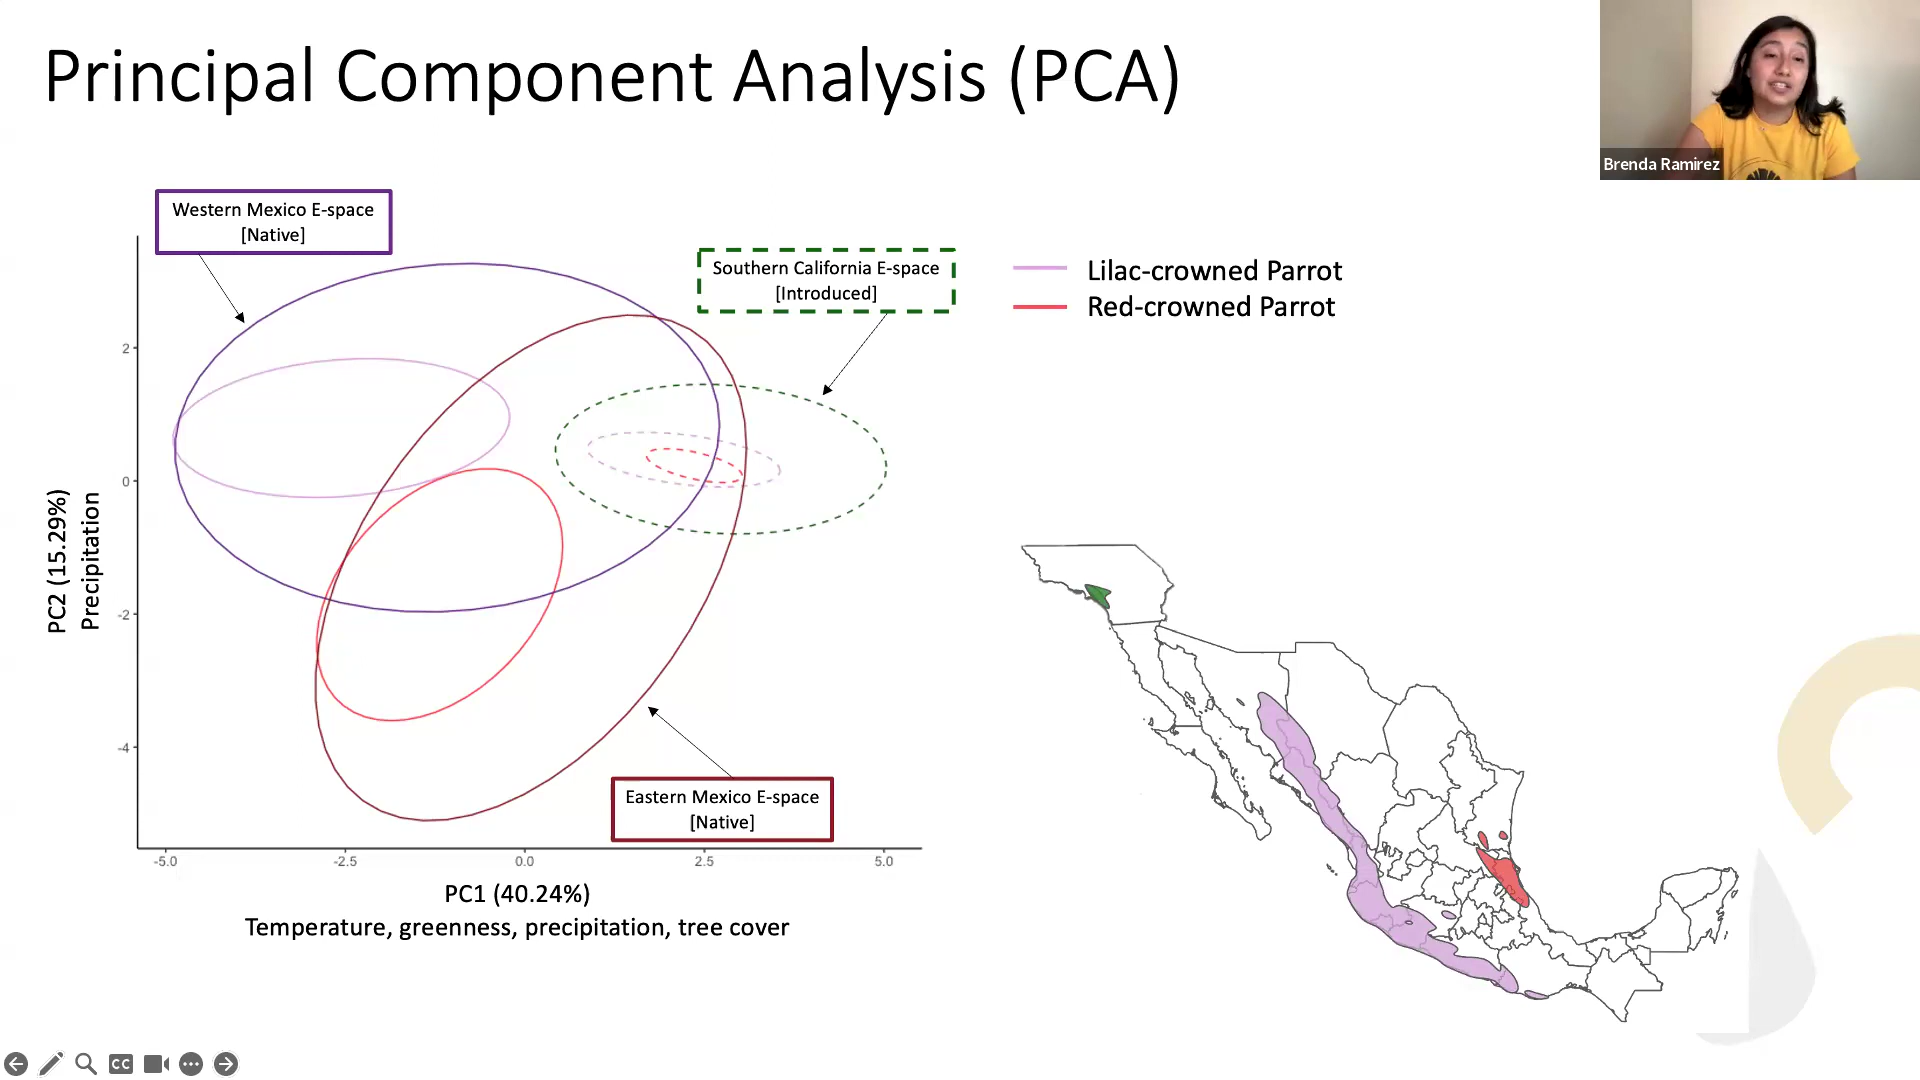 Principal Component Analysis (PCA)
Brenda Ramirez
Western Mexico E-space
[Native]
Southern California E-space
[Introduced]
Lilac-crowned Parrot
Red-crowned Parrot
2
0
-2
-4
PC2 (15.29%)
Precipitation
Eastern Mexico E-space
[Native]
-5.0
-2.5
0.0
2.5
5.0
PC1 (40.24%)
Temperature, greenness, precipitation, tree cover
CC